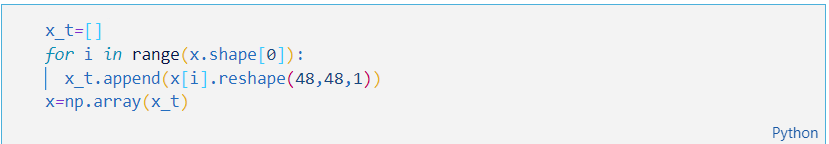 x_t=[]
for i in range(x.shape[0]):
x_t.append(x[i].reshape(48,48,1))
x=np.array(x_t)
Python